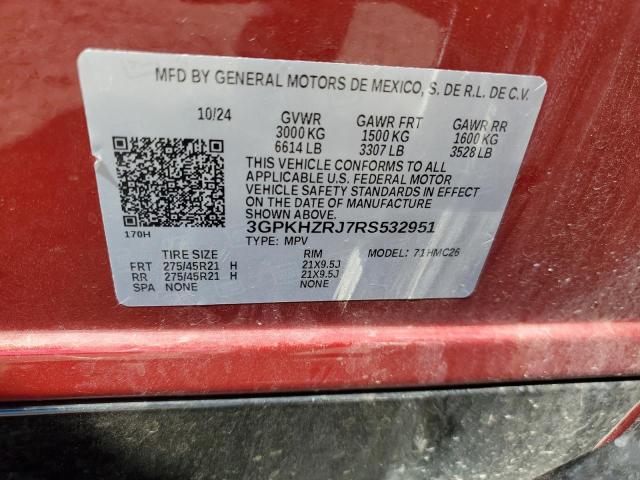 MFD BY GENERAL MOTORS DE MEXICO, S. DE R.L. DE C.V.
10/24 GVWR GAWR FRT GAWR RR
3000 KG 1500 KG 1600 KG
6614 LB 3307 LB 3528 LB
THIS VEHICLE CONFORMS TO ALL
APPLICABLE U.S. FEDERAL MOTOR
VEHICLE SAFETY STANDARDS IN EFFECT
ON THE DATE OF MANUFACTURE
SHOWN ABOVE.
170H 3GPKHZRJ7RS532951
TYPE: MPV MODEL: 71HMC26
TIRE SIZE RIM
FRT 275/45R21 H 21X9.5J
RR 275/45R21 H 21X9.5J
SPA NONE NONE